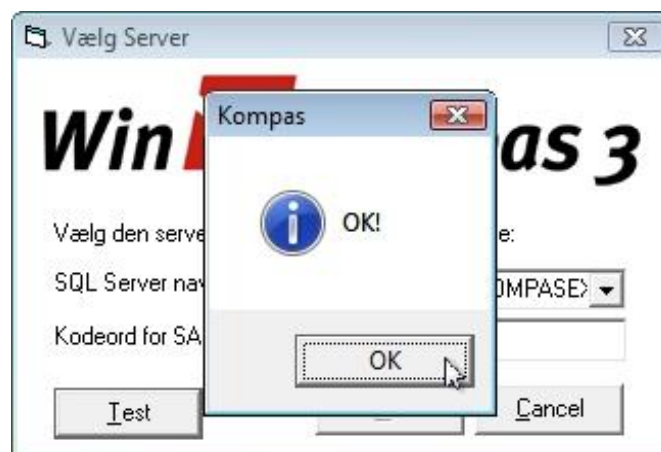 Vælg Server
Win as 3
Kompas
OK!
Vælg den serve e:
SQL Server nav OMPASEX
Kodeord for SA
OK
Test
Cancel